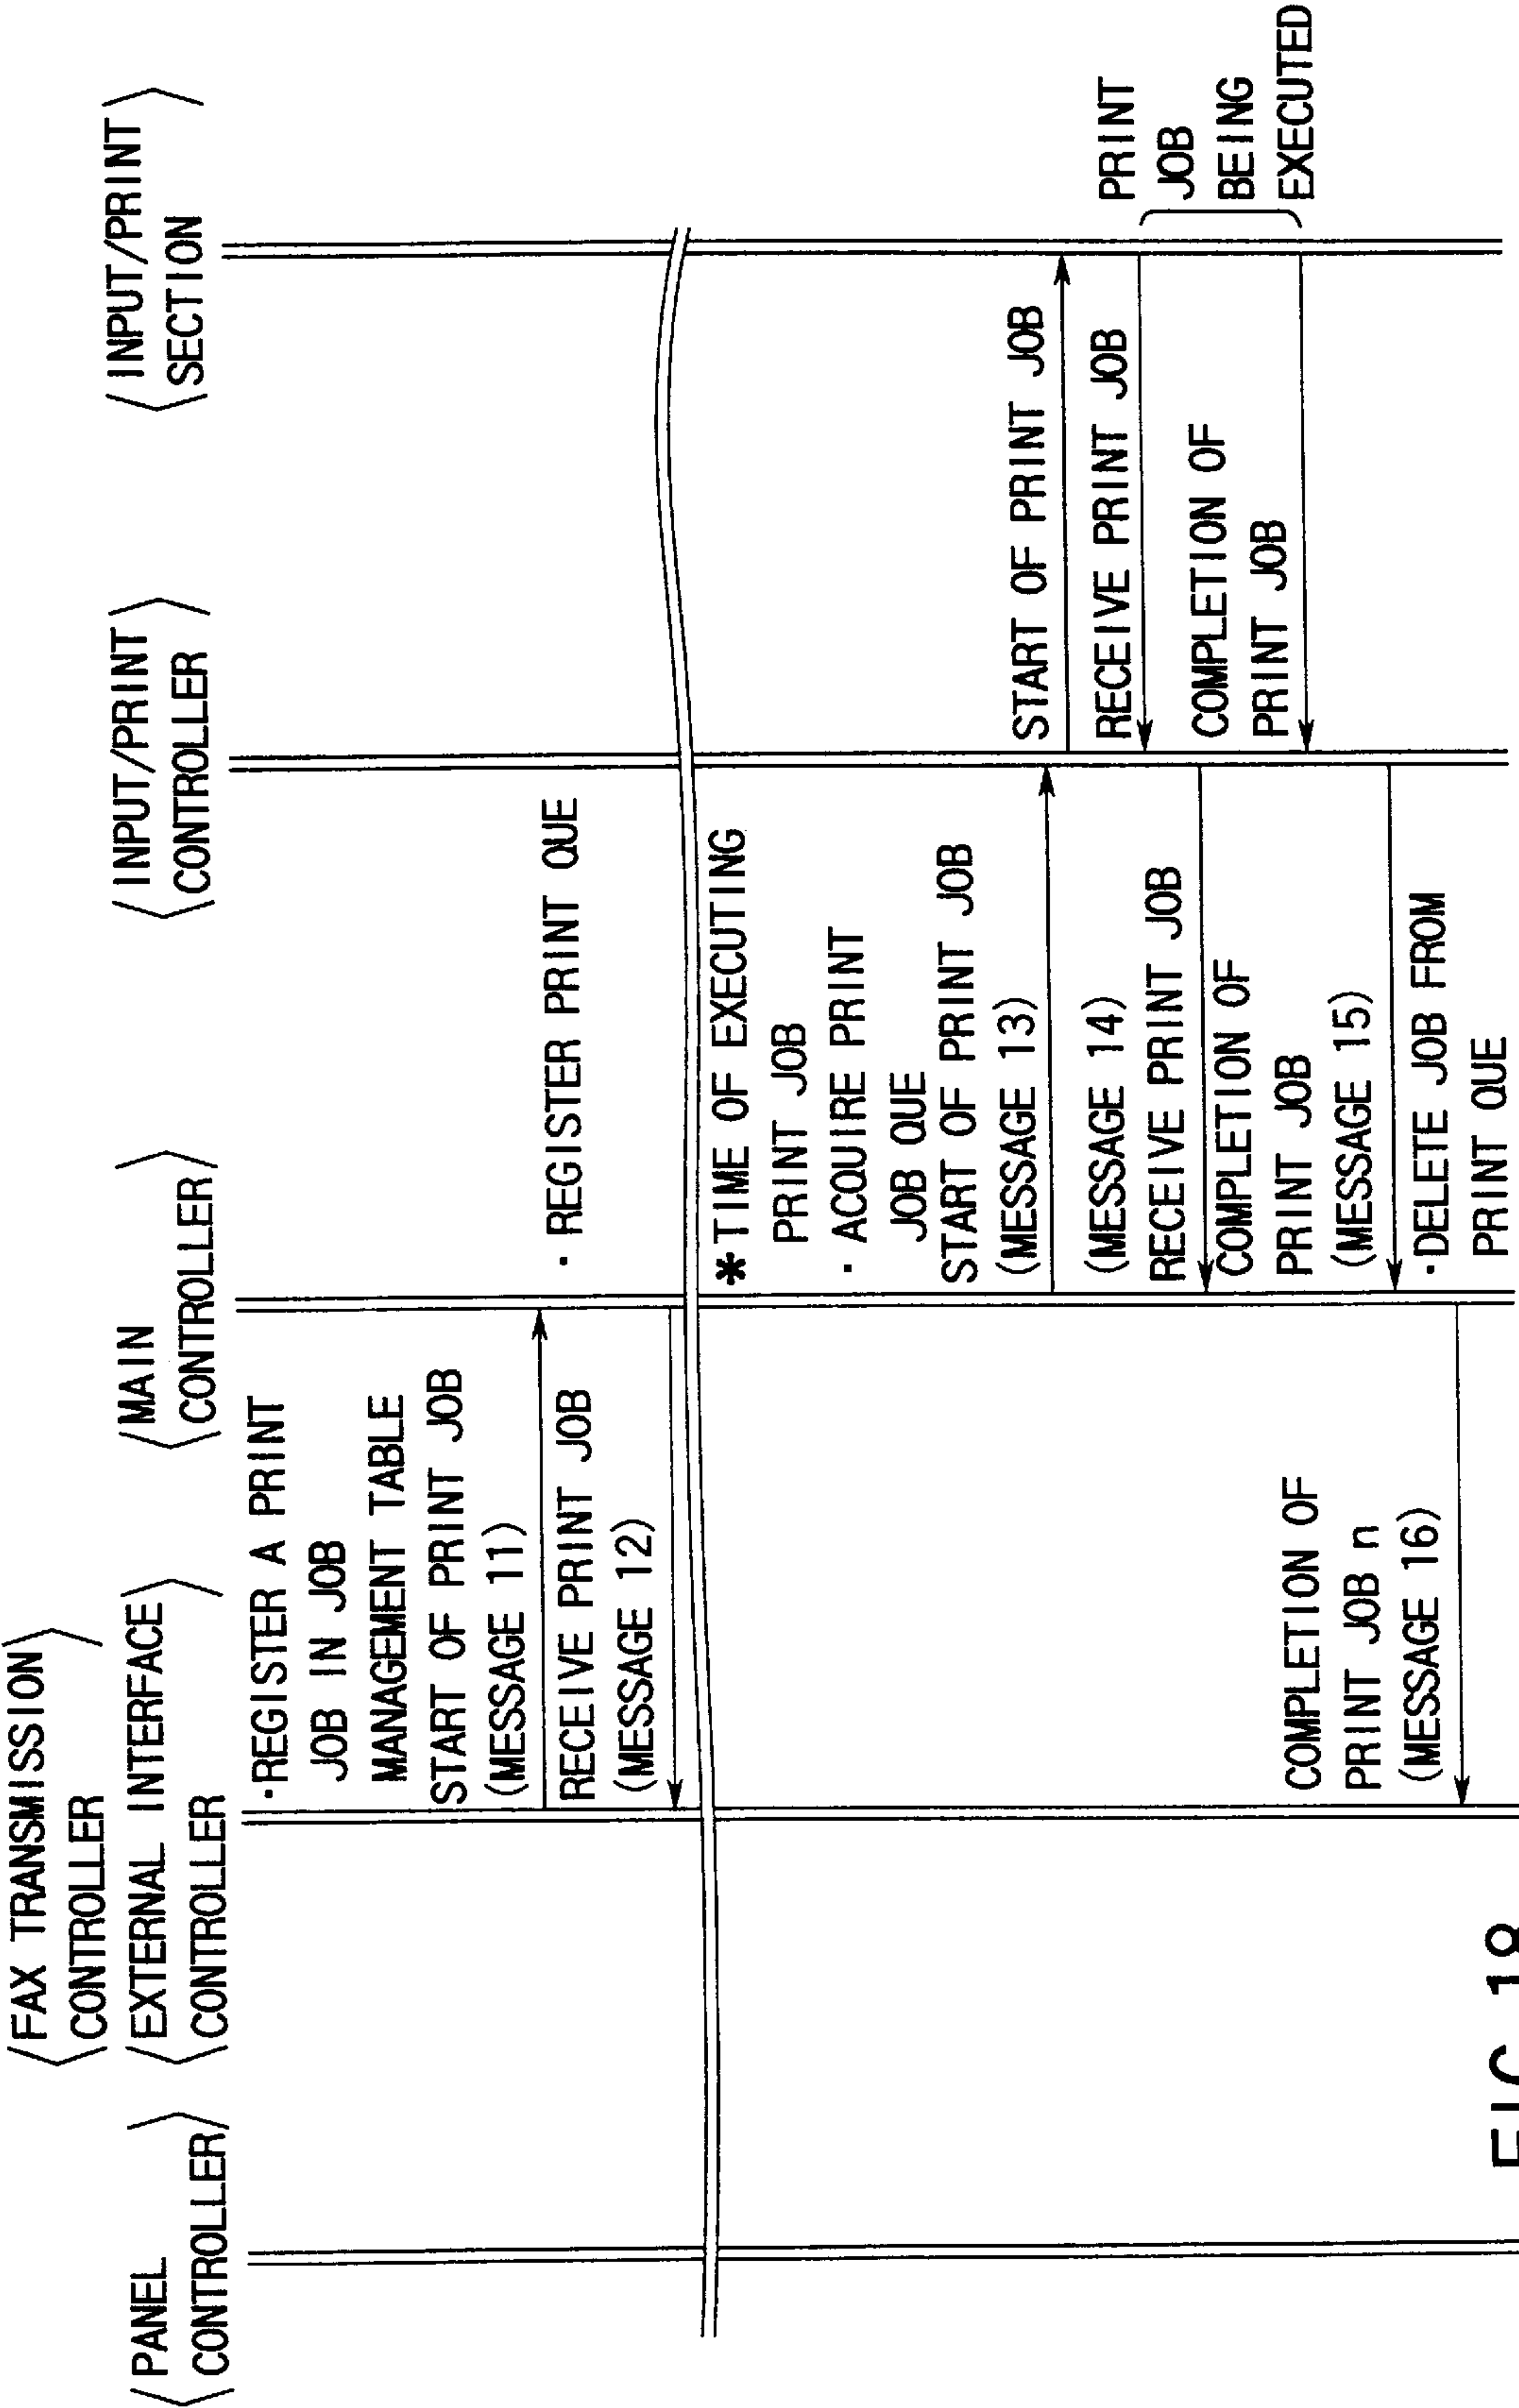 <FAX TRANSMISSION
CONTROLLER>
<PANEL
CONTROLLER>
<EXTERNAL INTERFACE
CONTROLLER>
<MAIN
CONTROLLER>
<INPUT/PRINT
CONTROLLER>
<INPUT/PRINT
SECTION>
·REGISTER A PRINT
JOB IN JOB
MANAGEMENT TABLE
START OF PRINT JOB
(MESSAGE 11)
RECEIVE PRINT JOB
(MESSAGE 12)
·REGISTER PRINT QUE
*TIME OF EXECUTING
PRINT JOB
·ACQUIRE PRINT
JOB QUE
START OF PRINT JOB
(MESSAGE 13)
START OF PRINT JOB
RECEIVE PRINT JOB
PRINT
JOB
BEING
EXECUTED
(MESSAGE 14)
RECEIVE PRINT JOB
COMPLETION OF
PRINT JOB
COMPLETION OF
PRINT JOB
(MESSAGE 15)
·DELETE JOB FROM
PRINT QUE
COMPLETION OF
PRINT JOB n
(MESSAGE 16)
FIG. 18